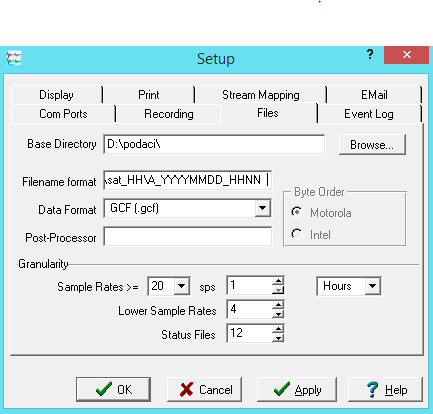 Setup
?
Display Print Stream Mapping EMail
Com Ports Recording Files Event Log
Base Directory D:\podaci\ Browse...
Filename format \sat_HH\A_YYYYMMDD_HHNN
Byte Order
Data Format GCF (.gcf) Motorola
Post-Processor Intel
Granularity
Sample Rates >= 20 sps 1 Hours
Lower Sample Rates 4
Status Files 12
OK Cancel Apply ? Help